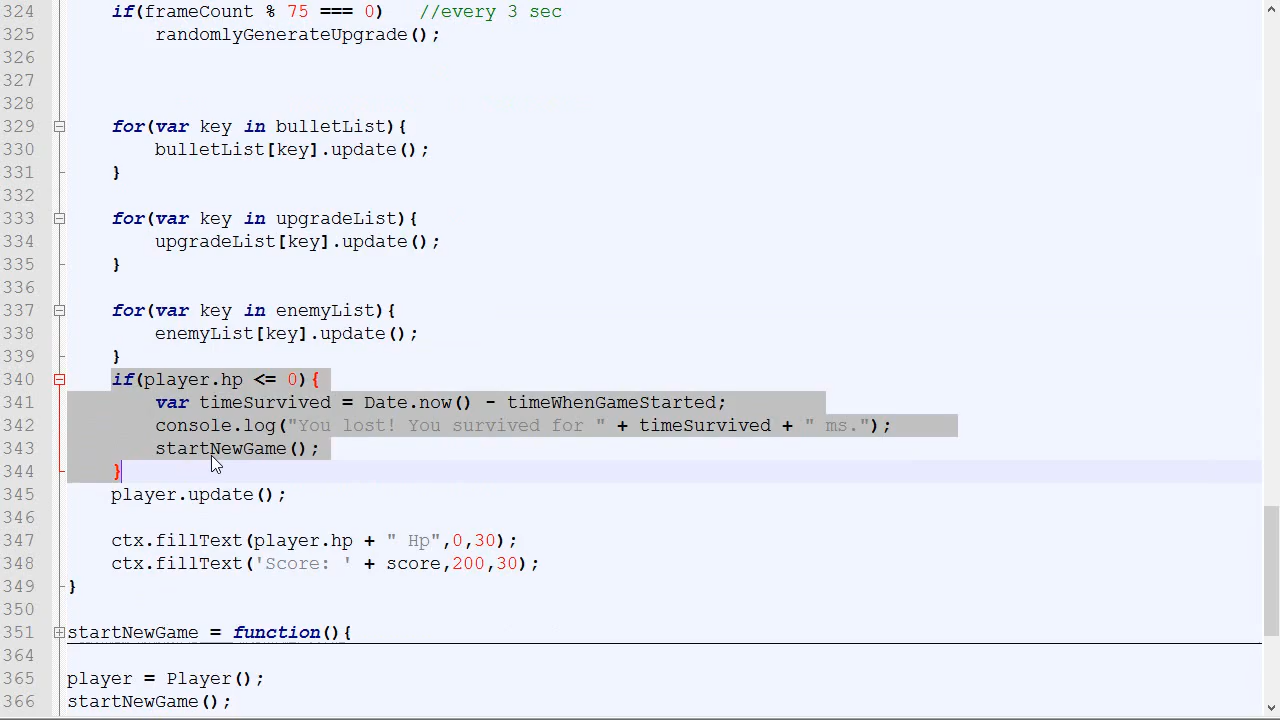 324 if(frameCount % 75 === 0) //every 3 sec
325 randomlyGenerateUpgrade();
326
327
328
329 for(var key in bulletList){
330 bulletList[key].update();
331 }
332
333 for(var key in upgradeList){
334 upgradeList[key].update();
335 }
336
337 for(var key in enemyList){
338 enemyList[key].update();
339 }
340 if(player.hp <= 0){
341 var timeSurvived = Date.now() - timeWhenGameStarted;
342 console.log("You lost! You survived for " + timeSurvived + " ms.");
343 startNewGame();
344 }
345 player.update();
346
347 ctx.fillText(player.hp + " Hp",0,30);
348 ctx.fillText('Score: ' + score,200,30);
349 }
350
351 startNewGame = function(){
364
365 player = Player();
366 startNewGame();